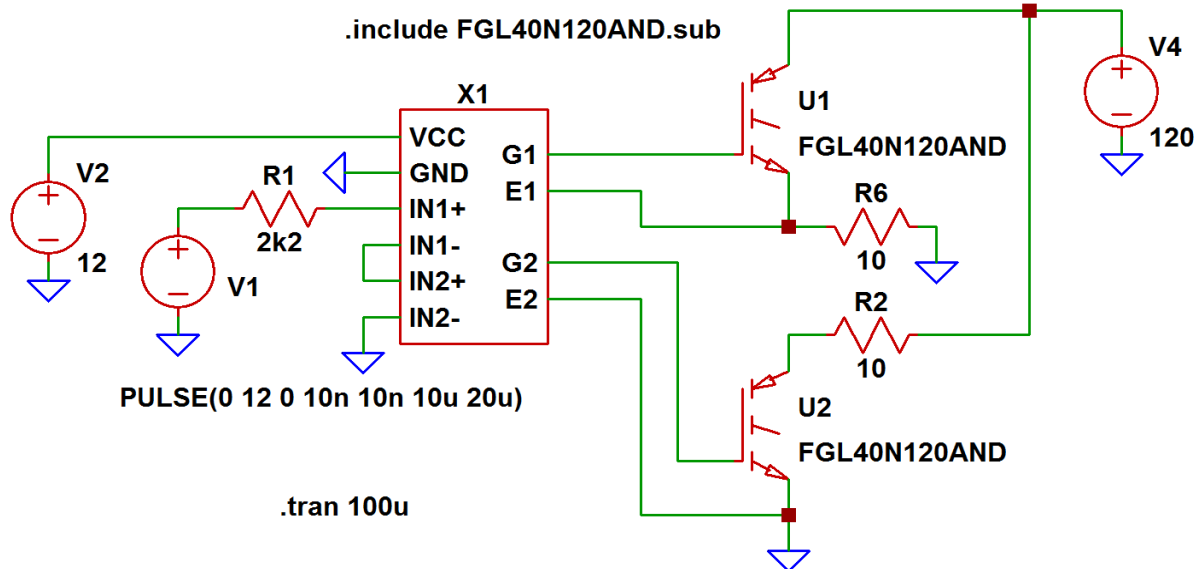 .include FGL40N120AND.sub
V4
120
X1
U1
FGL40N120AND
VCC
GND
IN1+
IN1-
IN2+
IN2-
G1
E1
G2
E2
V2
12
R1
2k2
V1
R6
10
R2
10
U2
FGL40N120AND
PULSE(0 12 0 10n 10n 10u 20u)
.tran 100u